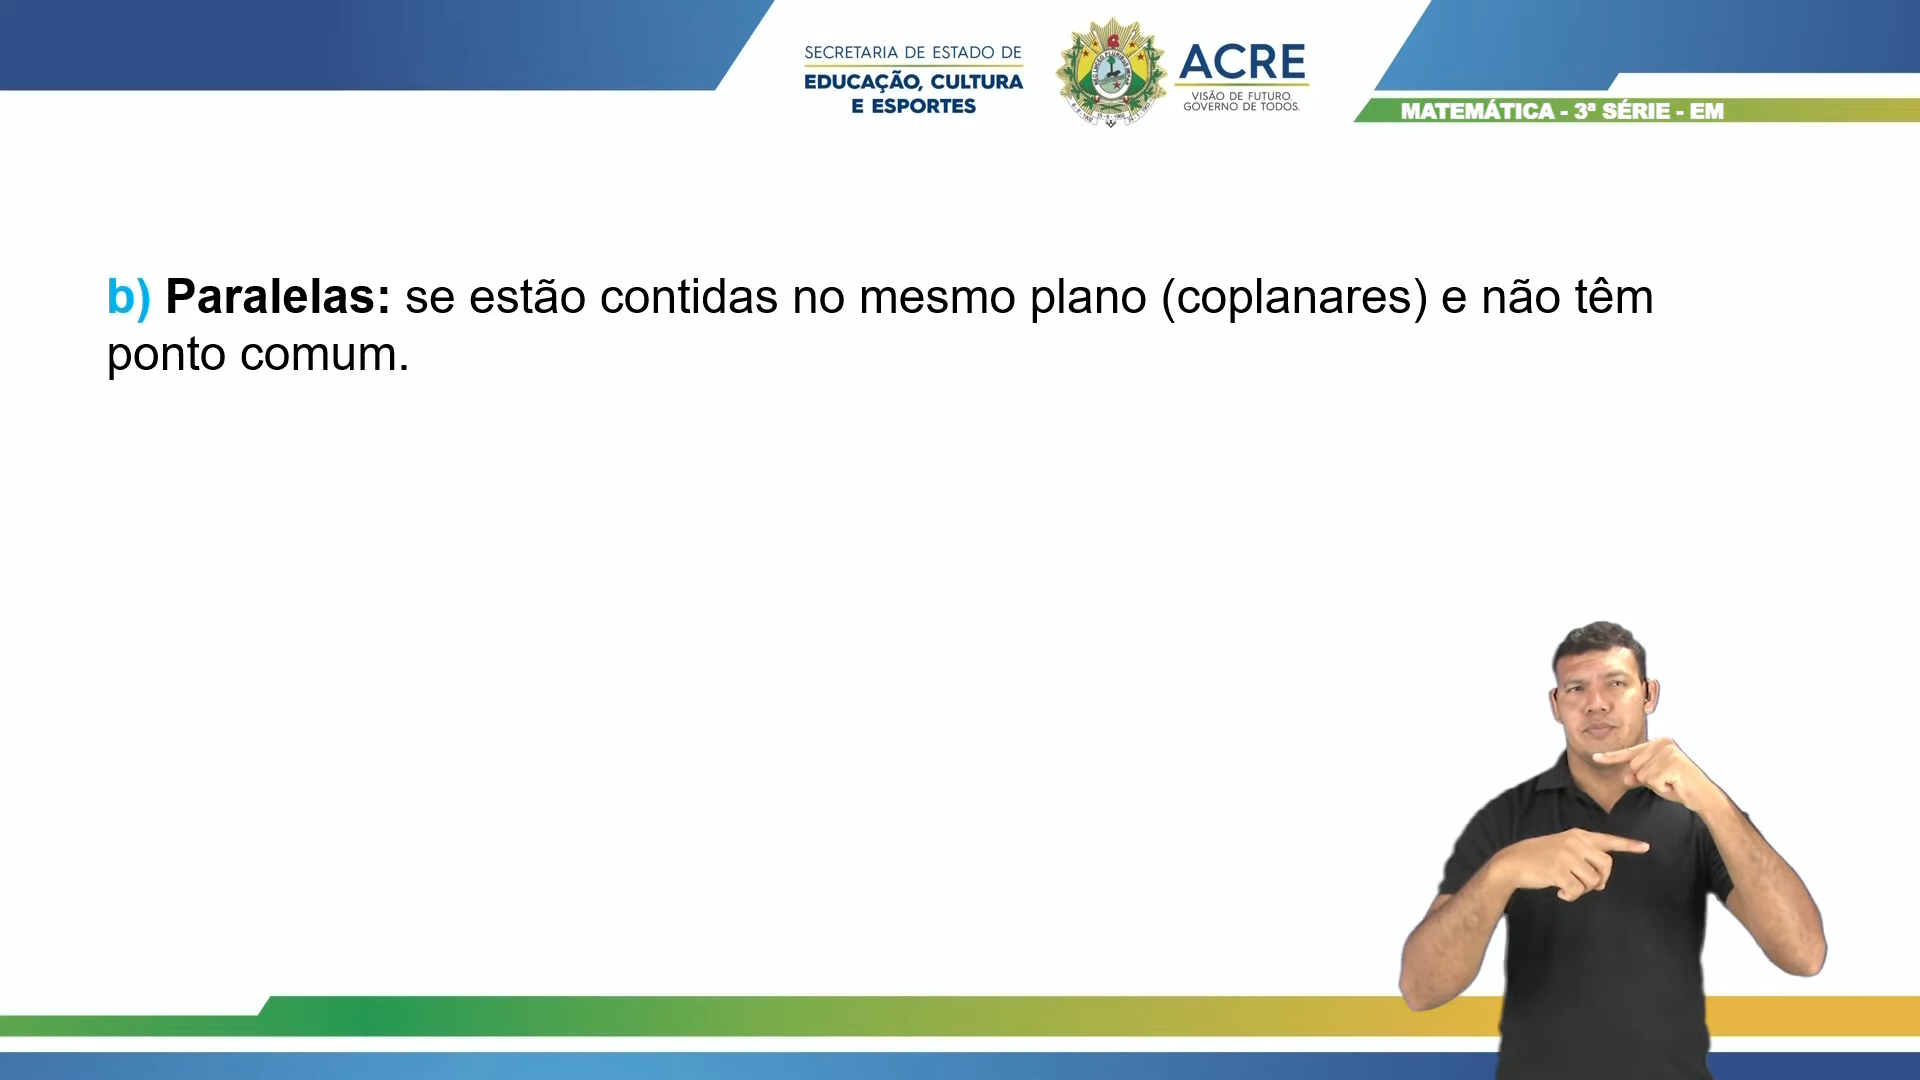 SECRETARIA DE ESTADO DE
EDUCAÇÃO, CULTURA
E ESPORTES
ACRE
VISÃO DE FUTURO.
GOVERNO DE TODOS.
MATEMÁTICA - 3ª SÉRIE - EM
b) Paralelas: se estão contidas no mesmo plano (coplanares) e não têm
ponto comum.